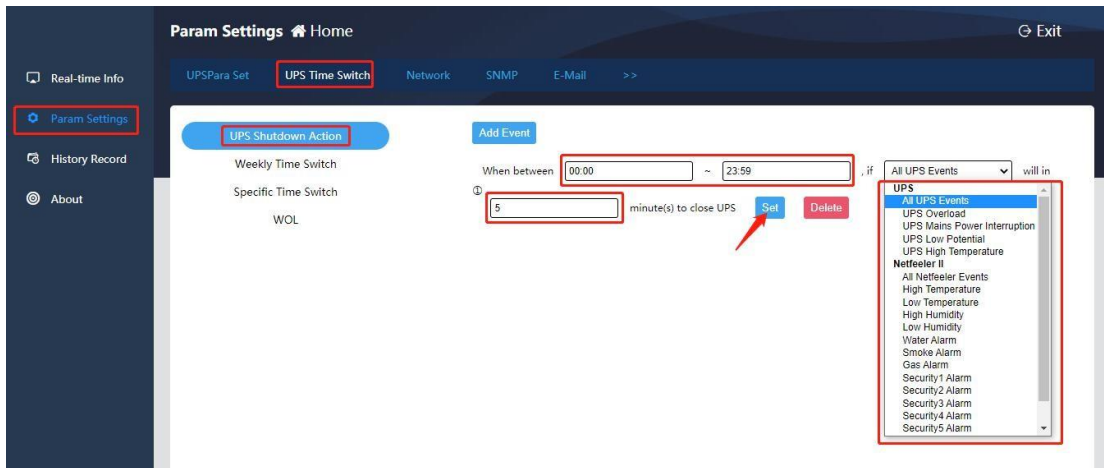 Param Settings Home
Exit
Real-time Info
Param Settings
History Record
About
UPSPara Set UPS Time Switch Network SNMP E-Mail >>
UPS Shutdown Action
Weekly Time Switch
Specific Time Switch
WOL
Add Event
When between 00:00 ~ 23:59 , if All UPS Events will in
①
5 minute(s) to close UPS Set Delete
UPS
All UPS Events
UPS Overload
UPS Mains Power Interruption
UPS Low Potential
UPS High Temperature
Netfeeler II
All Netfeeler Events
High Temperature
Low Temperature
High Humidity
Low Humidity
Water Alarm
Smoke Alarm
Gas Alarm
Security1 Alarm
Security2 Alarm
Security3 Alarm
Security4 Alarm
Security5 Alarm